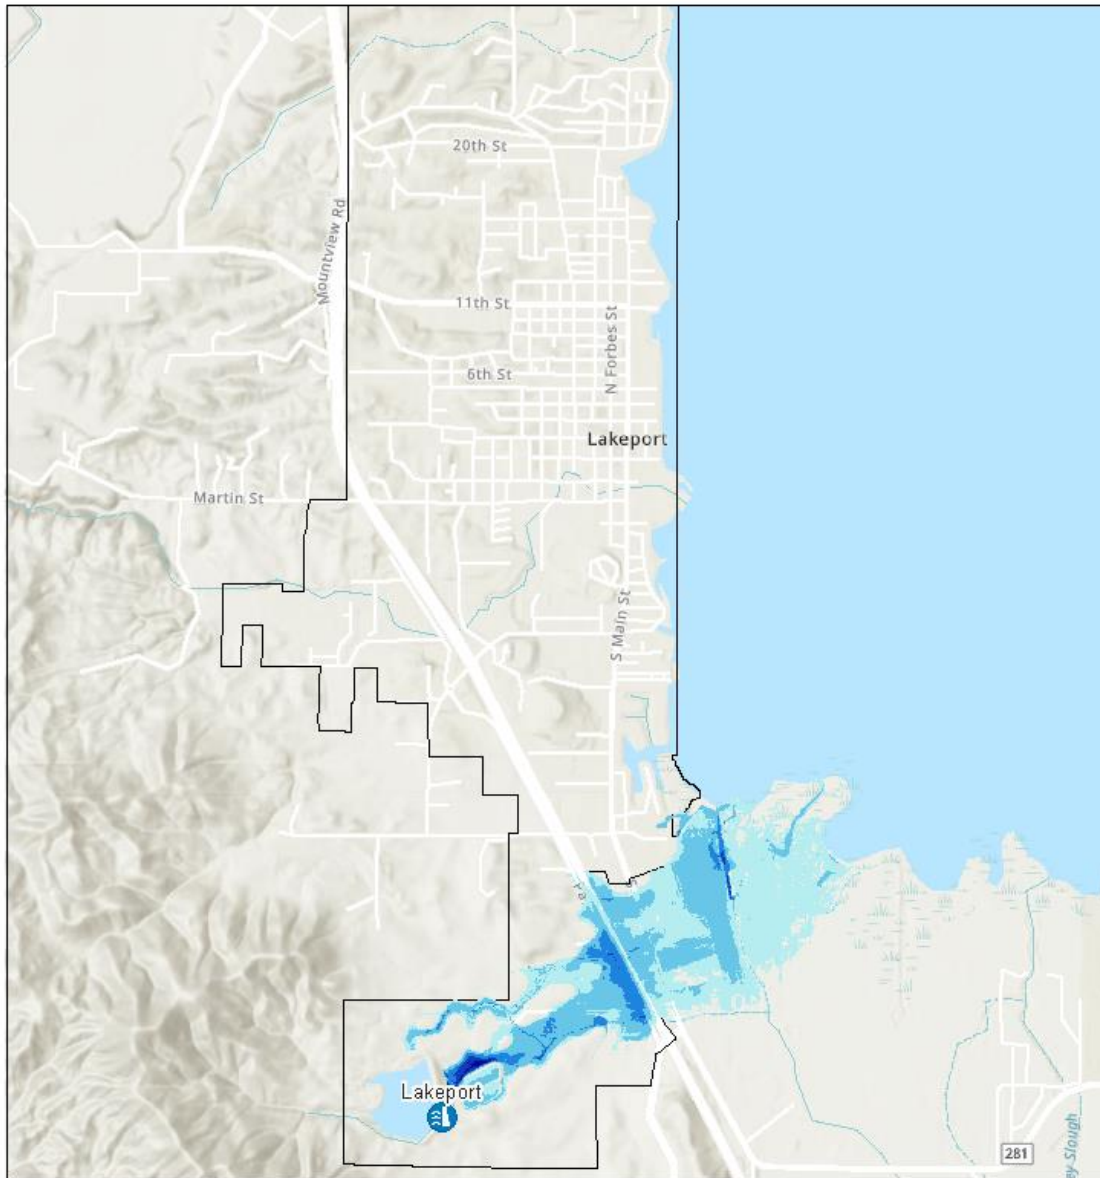 20th St
Mountview Rd
11th St
N Forbes St
6th St
Lakeport
Martin St
S Main St
Lakeport
281